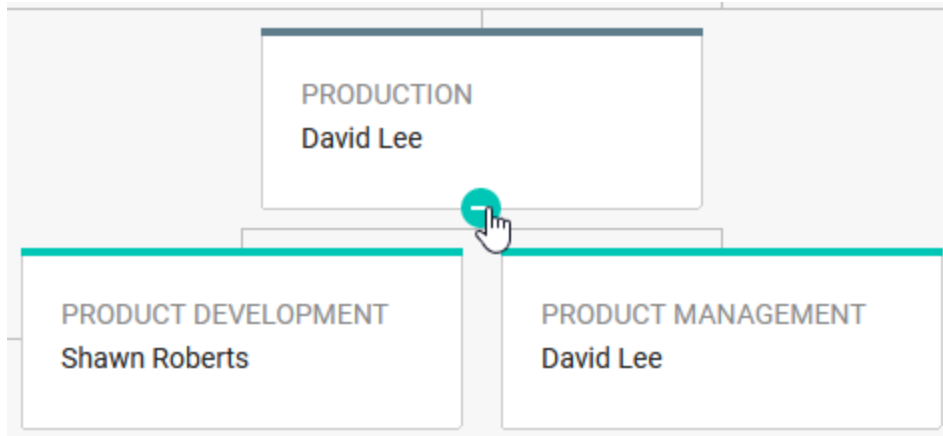 PRODUCTION
David Lee
PRODUCT DEVELOPMENT
Shawn Roberts
PRODUCT MANAGEMENT
David Lee